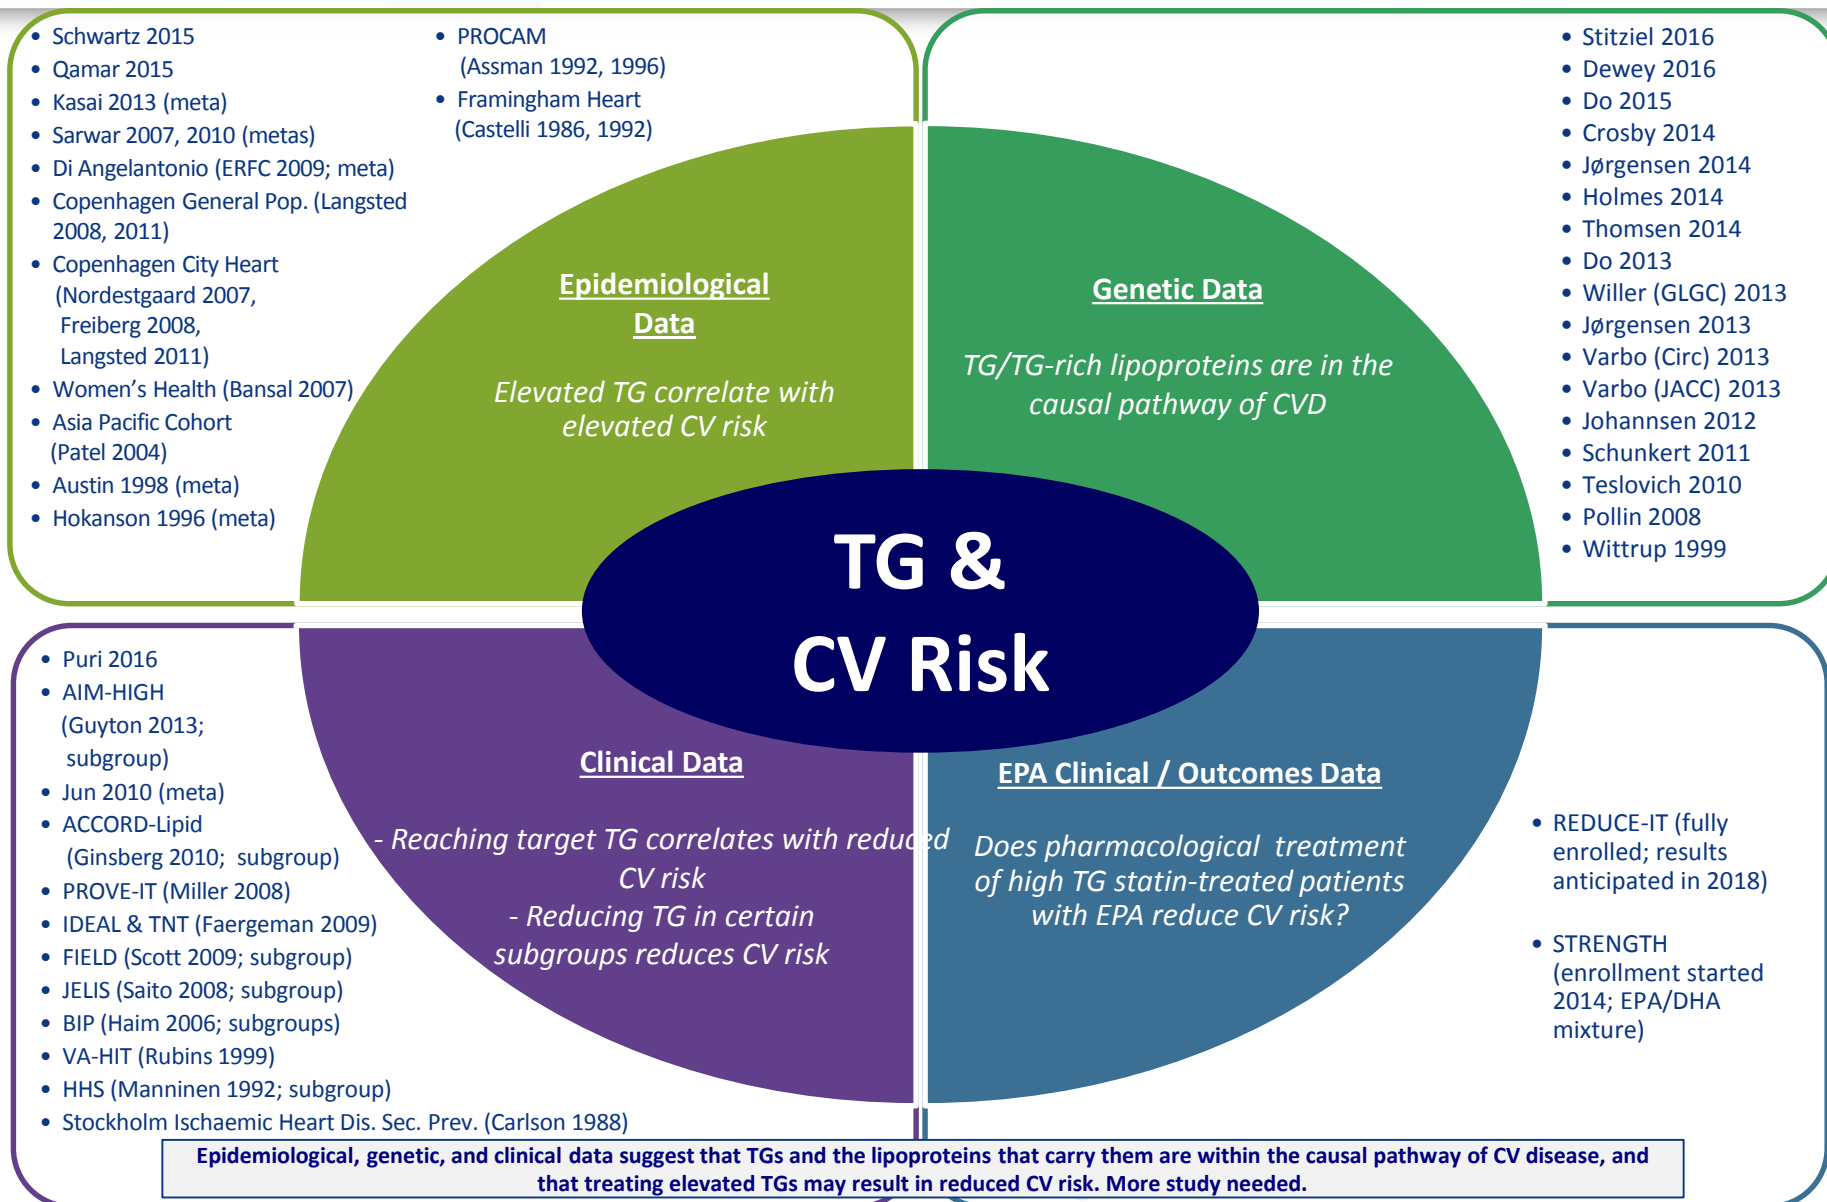 • Schwartz 2015
• Qamar 2015
• Kasai 2013 (meta)
• Sarwar 2007, 2010 (metas)
• Di Angelantonio (ERFC 2009; meta)
• Copenhagen General Pop. (Langsted
2008, 2011)
• Copenhagen City Heart
(Nordestgaard 2007,
Freiberg 2008,
Langsted 2011)
• Women’s Health (Bansal 2007)
• Asia Pacific Cohort
(Patel 2004)
• Austin 1998 (meta)
• Hokanson 1996 (meta)
• PROCAM
(Assman 1992, 1996)
• Framingham Heart
(Castelli 1986, 1992)
Epidemiological
Data
Elevated TG correlate with
elevated CV risk
Genetic Data
TG/TG-rich lipoproteins are in the
causal pathway of CVD
• Stitziel 2016
• Dewey 2016
• Do 2015
• Crosby 2014
• Jørgensen 2014
• Holmes 2014
• Thomsen 2014
• Do 2013
• Willer (GLGC) 2013
• Jørgensen 2013
• Varbo (Circ) 2013
• Varbo (JACC) 2013
• Johannsen 2012
• Schunkert 2011
• Teslovich 2010
• Pollin 2008
• Wittrup 1999
TG &
CV Risk
• Puri 2016
• AIM-HIGH
(Guyton 2013;
subgroup)
• Jun 2010 (meta)
• ACCORD-Lipid
(Ginsberg 2010; subgroup)
• PROVE-IT (Miller 2008)
• IDEAL & TNT (Faergeman 2009)
• FIELD (Scott 2009; subgroup)
• JELIS (Saito 2008; subgroup)
• BIP (Haim 2006; subgroups)
• VA-HIT (Rubins 1999)
• HHS (Manninen 1992; subgroup)
• Stockholm Ischaemic Heart Dis. Sec. Prev. (Carlson 1988)
Clinical Data
- Reaching target TG correlates with reduced
CV risk
- Reducing TG in certain
subgroups reduces CV risk
EPA Clinical / Outcomes Data
Does pharmacological treatment
of high TG statin-treated patients
with EPA reduce CV risk?
• REDUCE-IT (fully
enrolled; results
anticipated in 2018)
• STRENGTH
(enrollment started
2014; EPA/DHA
mixture)
Epidemiological, genetic, and clinical data suggest that TGs and the lipoproteins that carry them are within the causal pathway of CV disease, and
that treating elevated TGs may result in reduced CV risk. More study needed.